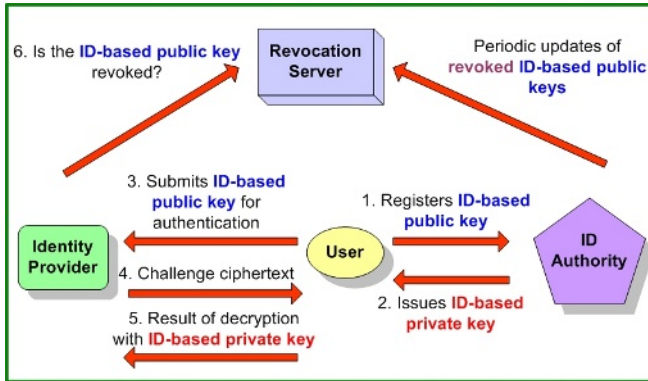 6. Is the ID-based public key
revoked?
Revocation
Server
Periodic updates of
revoked ID-based public
keys
3. Submits ID-based
public key for
authentication
1. Registers ID-based
public key
Identity
Provider
User
ID
Authority
4. Challenge ciphertext
2. Issues ID-based
private key
5. Result of decryption
with ID-based private key